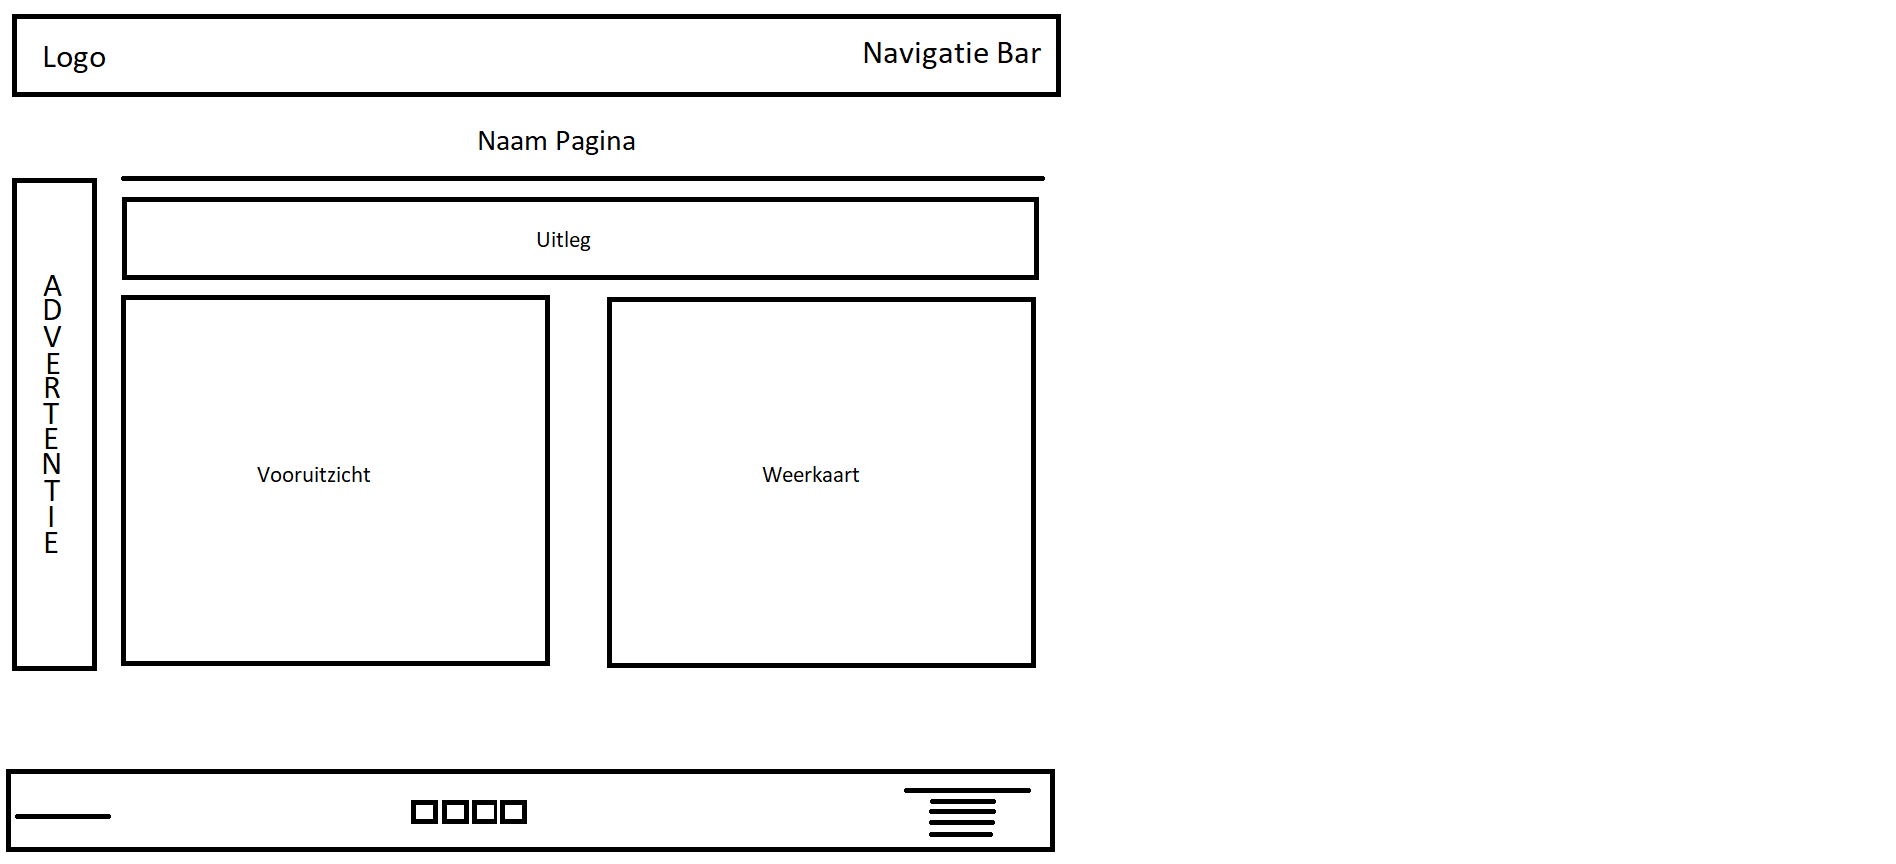 Logo
Navigatie Bar
Naam Pagina
Uitleg
A
D
V
E
R
T
E
N
T
I
E
Vooruitzicht
Weerkaart